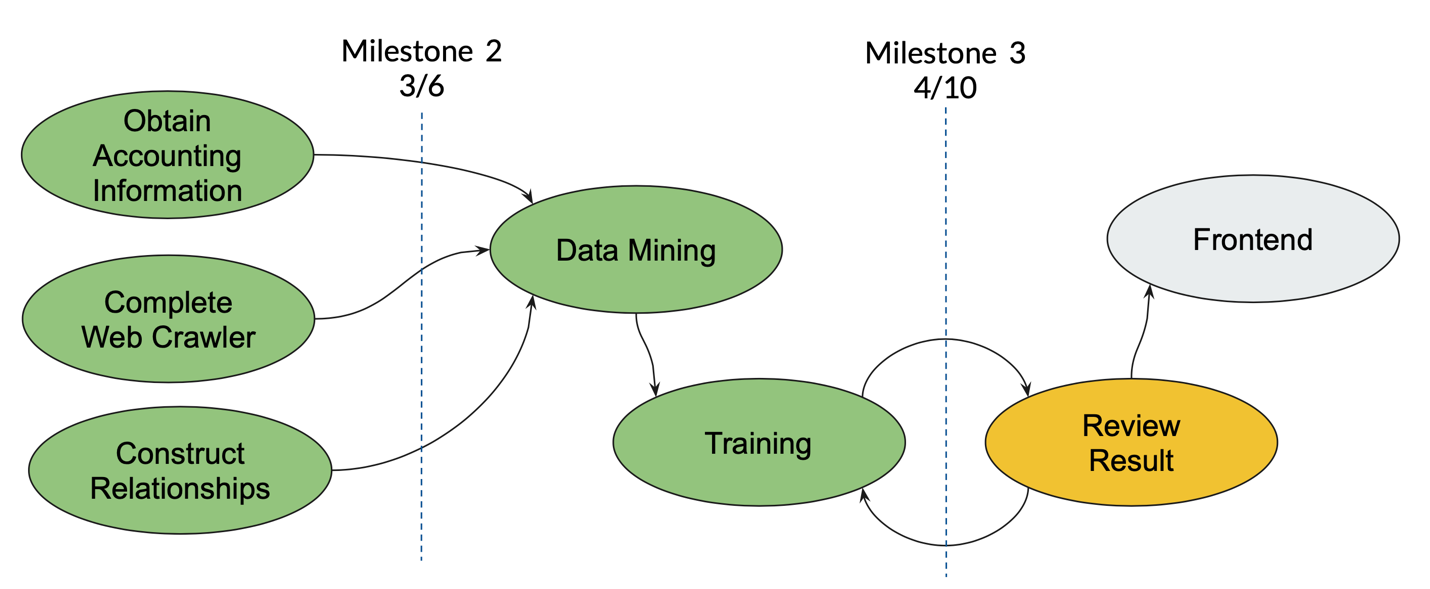 Milestone 2
3/6
Milestone 3
4/10
Obtain
Accounting
Information
Complete
Web Crawler
Construct
Relationships
Data Mining
Training
Review
Result
Frontend